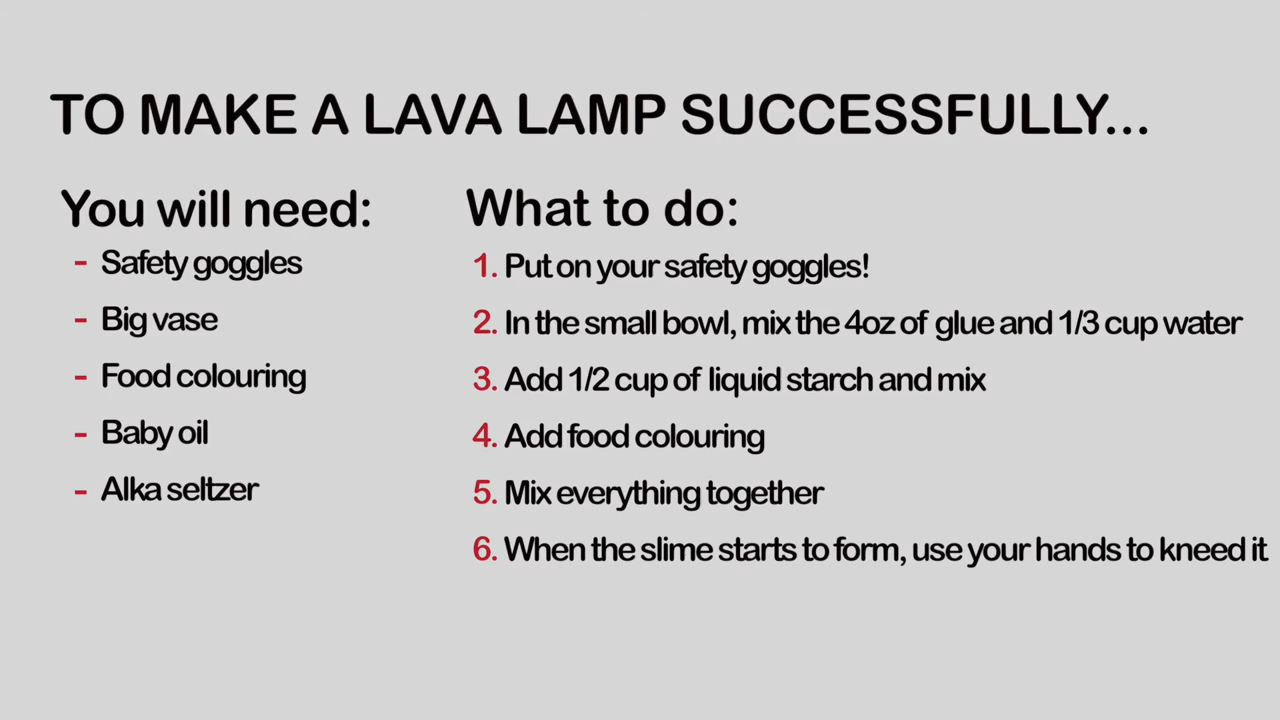 TO MAKE A LAVA LAMP SUCCESSFULLY...
You will need:
- Safety goggles
- Big vase
- Food colouring
- Baby oil
- Alka seltzer
What to do:
1. Put on your safety goggles!
2. In the small bowl, mix the 4oz of glue and 1/3 cup water
3. Add 1/2 cup of liquid starch and mix
4. Add food colouring
5. Mix everything together
6. When the slime starts to form, use your hands to kneed it